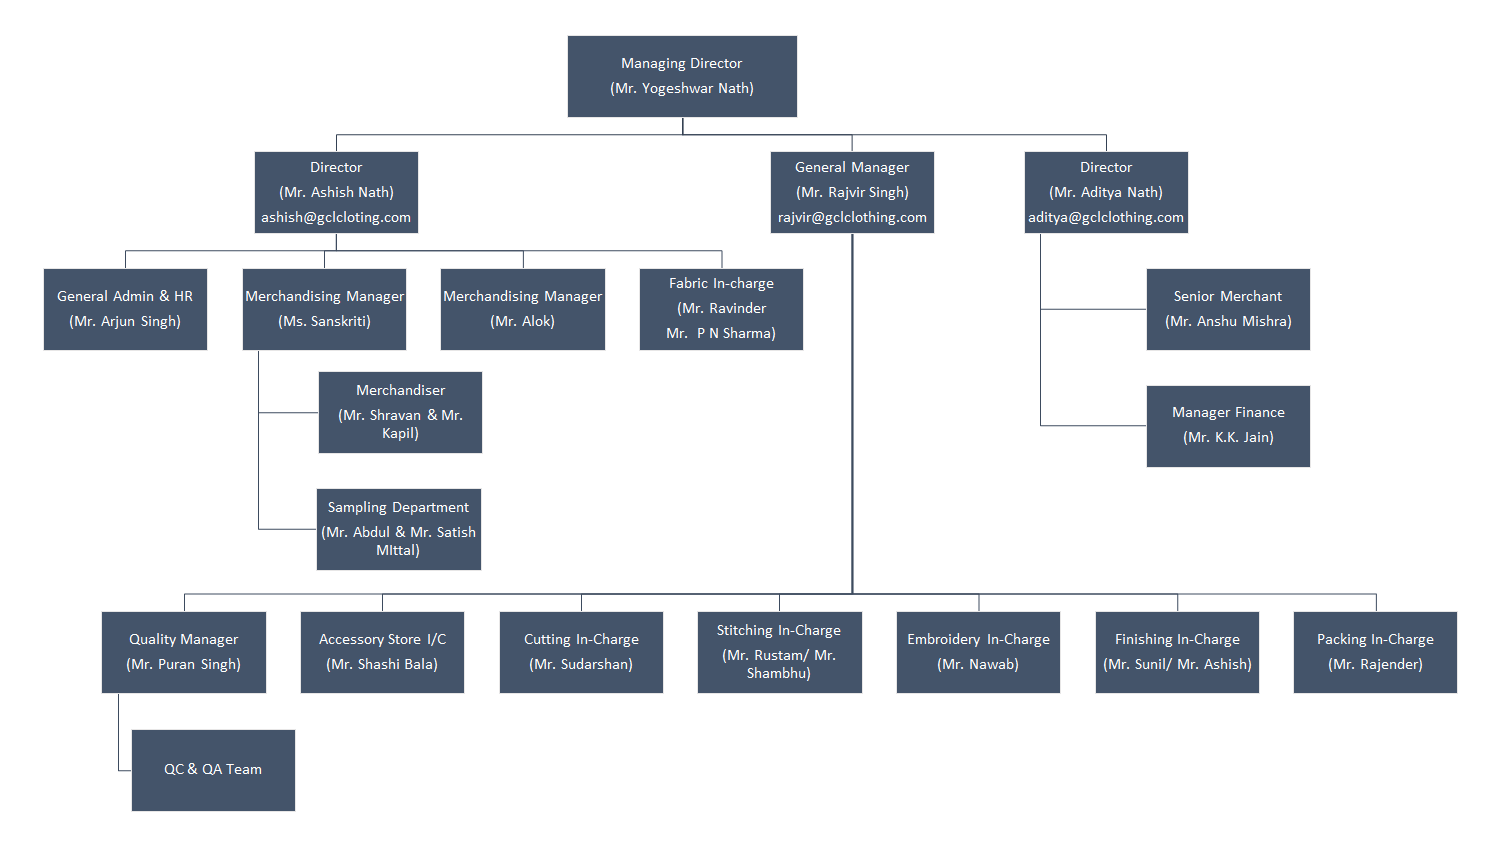 Managing Director
(Mr. Yogeshwar Nath)
Director
(Mr. Ashish Nath)
ashish@gclcloting.com
General Manager
(Mr. Rajvir Singh)
rajvir@gclclothing.com
Director
(Mr. Aditya Nath)
aditya@gclclothing.com
General Admin & HR
(Mr. Arjun Singh)
Merchandising Manager
(Ms. Sanskriti)
Merchandising Manager
(Mr. Alok)
Fabric In-charge
(Mr. Ravinder
Mr. P N Sharma)
Senior Merchant
(Mr. Anshu Mishra)
Merchandiser
(Mr. Shravan & Mr.
Kapil)
Manager Finance
(Mr. K.K. Jain)
Sampling Department
(Mr. Abdul & Mr. Satish
MIttal)
Quality Manager
(Mr. Puran Singh)
Accessory Store I/C
(Mr. Shashi Bala)
Cutting In-Charge
(Mr. Sudarshan)
Stitching In-Charge
(Mr. Rustam/ Mr.
Shambhu)
Embroidery In-Charge
(Mr. Nawab)
Finishing In-Charge
(Mr. Sunil/ Mr. Ashish)
Packing In-Charge
(Mr. Rajender)
QC & QA Team